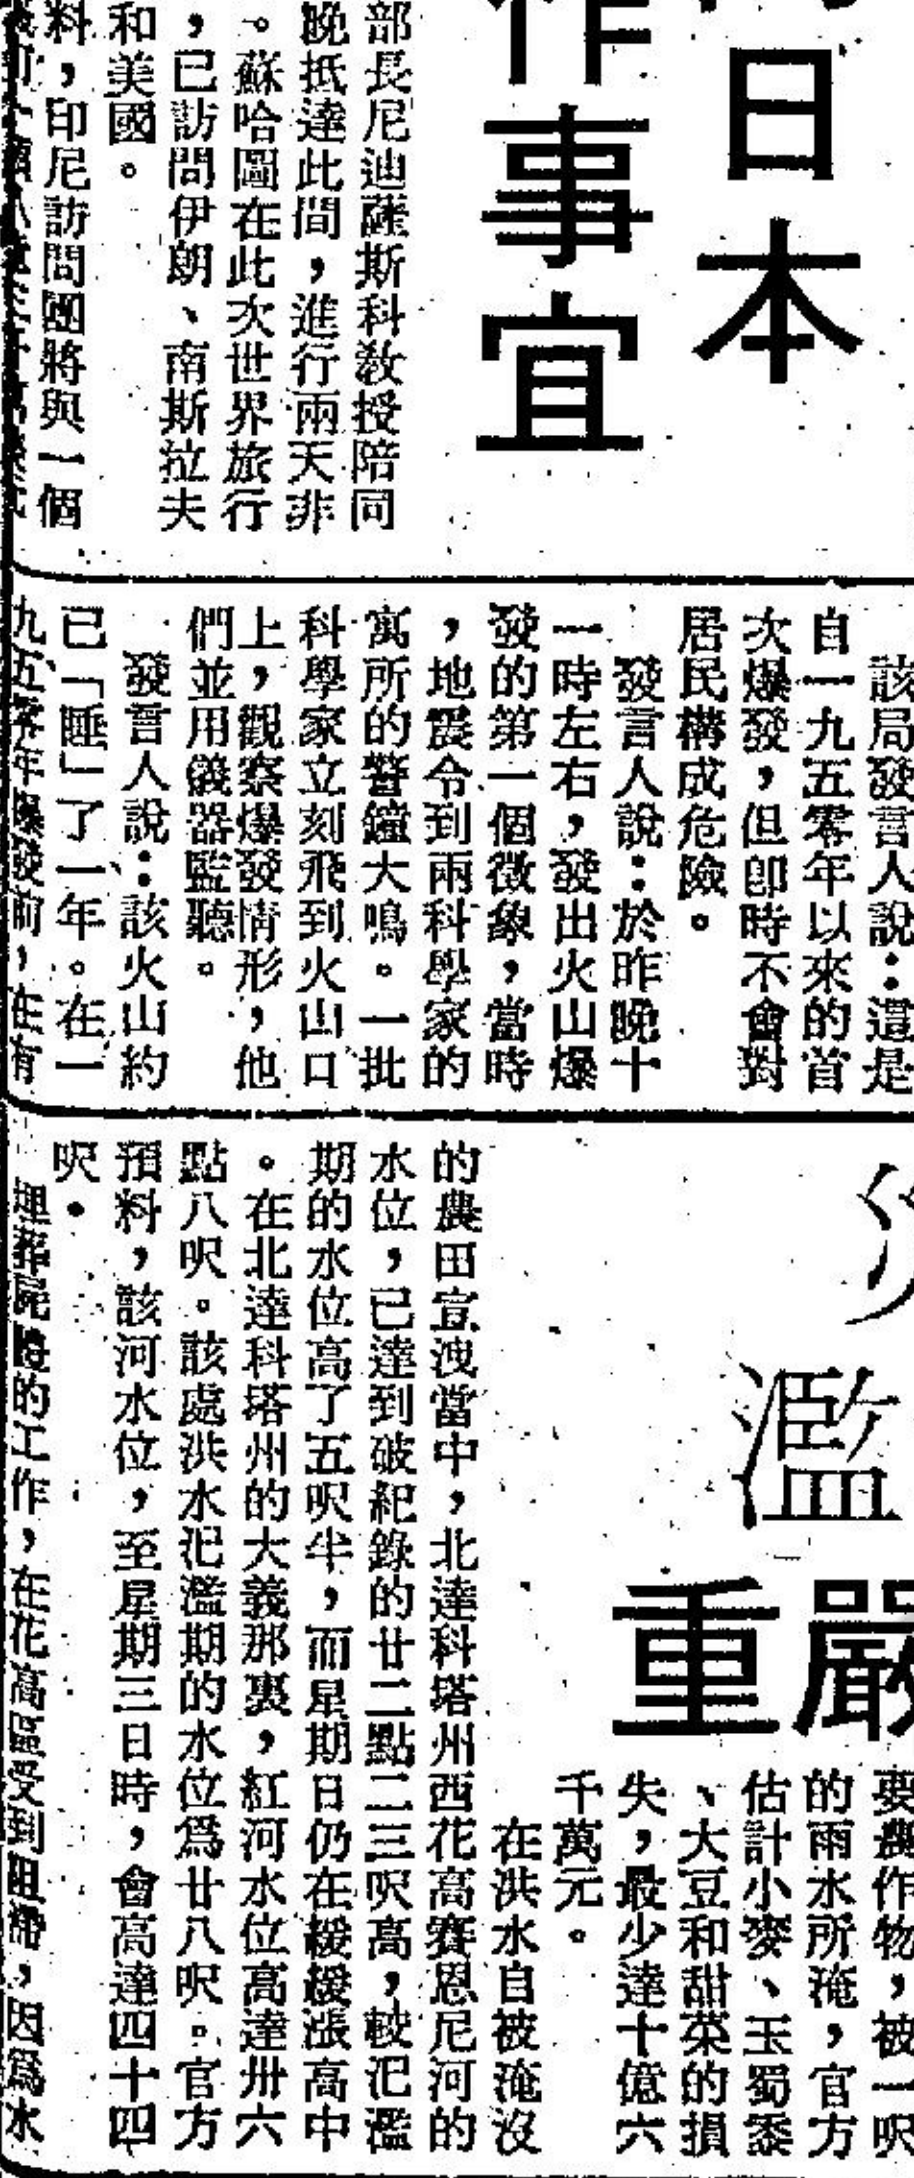 日本
作事宜
部長尼迪薩斯科教授陪同
晚抵達此間，進行兩天非
。蘇哈圖在此次世界旅行
，已訪問伊朗、南斯拉夫
和美國。
料，印尼訪問團將與一個
該局發言人說：這是
自一九五零年以來的首
次爆發，但即時不會對
居民構成危險。
發言人說：於昨晚十
一時左右，發出火山爆
發的第一個徵象，當時
，地震令到兩科學家的
寓所的警鐘大鳴。一批
科學家立刻飛到火山口
上，觀察爆發情形，他
們並用儀器監聽。
發言人說：該火山約
已「睡」了一年。在一
九五零年爆發前，在有
濫
嚴重
要農作物，被一呎
的雨水所淹，官方
估計小麥、玉蜀黍
、大豆和甜菜的損
失，最少達十億六
千萬元。
在洪水自被淹沒
的農田宣洩當中，北達科塔州西花高賽恩尼河的
水位，已達到破紀錄的廿二點二三呎高，較汜濫
期的水位高了五呎半，而星期日仍在緩緩漲高中
。在北達科塔州的大義那裏，紅河水位高達卅六
點八呎。該處洪水汜濫期的水位爲廿八呎。官方
預料，該河水位，至星期三日時，會高達四十四
呎．
埋葬屍體的工作，在花高區受到阻滯，因爲水